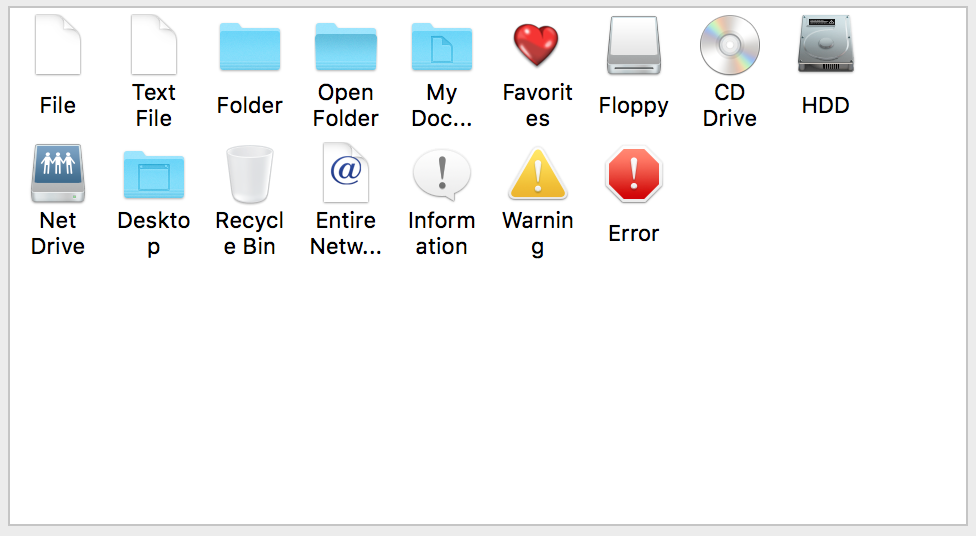 File
Text
File
Folder
Open
Folder
My
Doc...
Favorit
es
Floppy
CD
Drive
HDD
Net
Drive
Deskto
p
Recycl
e Bin
@
Entire
Netw...
Inform
ation
Warnin
g
Error